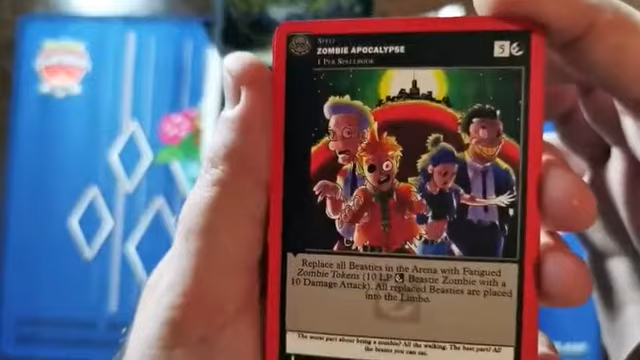 SPELL
ZOMBIE APOCALYPSE
5
1 PER SPELLBOOK
Replace all Beasties in the Arena with Fatigued
Zombie Tokens (10 LP Beastie Zombie with a
10 Damage Attack). All replaced Beasties are placed
into the Limbo.
The worst part about being a zombie? All the walking. The best part? All
the brains you can eat.